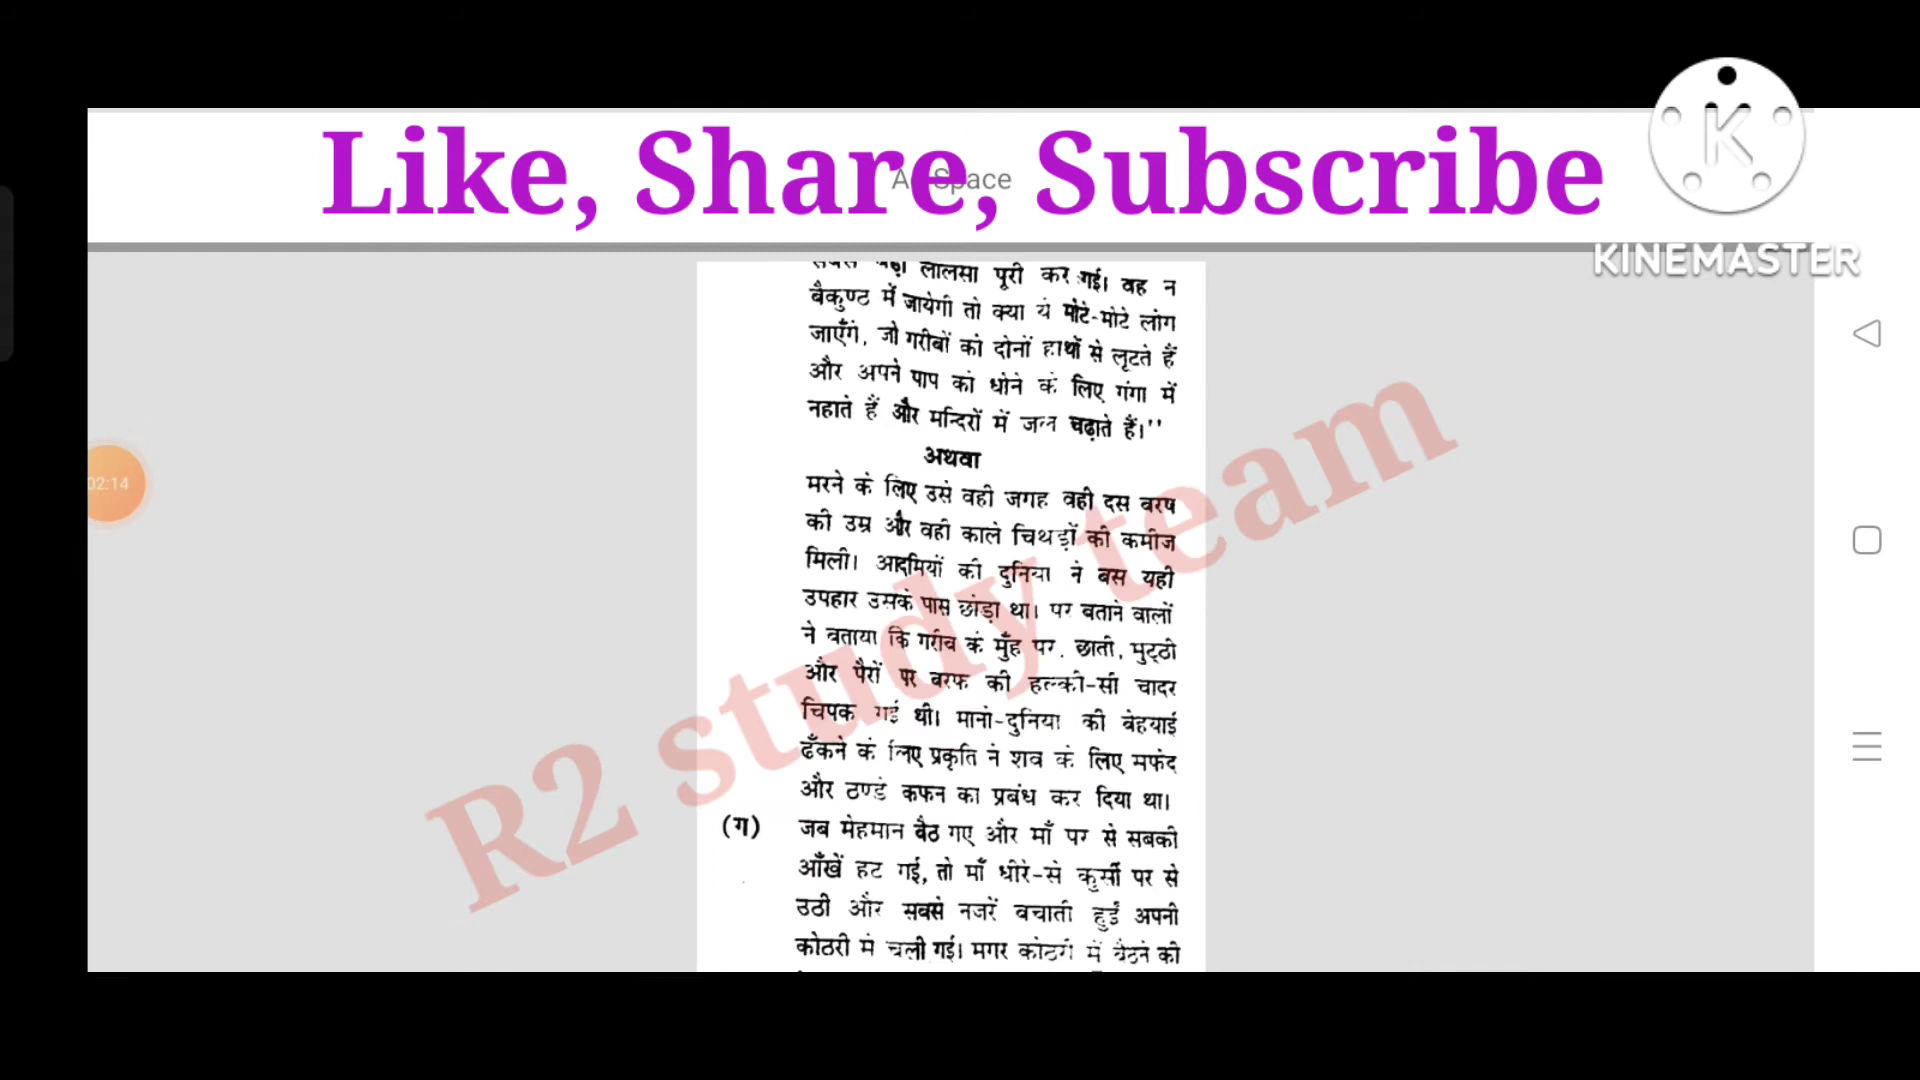 Like, Share, Subscribe
Ad Space
K
KINEMASTER
लालसा पूरी कर गई। वह न
बैकुण्ठ में जायेगी तो क्या ये मोटे-मोटे लोग
जाएँगे, जो गरीबों को दोनों हाथों से लूटते हैं
और अपने पाप को धोने के लिए गंगा में
नहाते हैं और मन्दिरों में जल चढ़ाते हैं।''
अथवा
मरने के लिए उसे वही जगह वही दस बरष
की उम्र और वही काले चिथड़ों की कमीज
मिली। आदमियों की दुनिया ने बस यही
उपहार उसके पास छोड़ा था। पर बताने वालों
ने बताया कि गरीब के मुँह पर, छाती, मुट्ठी
और पैरों पर बरफ की हल्की-सी चादर
चिपक गई थी। मानो-दुनिया की बेहयाई
ढँकने के लिए प्रकृति ने शव के लिए सफेद
और ठण्डे कफन का प्रबंध कर दिया था।
(ग) जब मेहमान बैठ गए और माँ पर से सबकी
आँखें हट गई, तो माँ धीरे-से कुर्सी पर से
उठी और सबसे नजरें बचाती हुई अपनी
कोठरी में चली गई। मगर कोठरी में बैठने की
R2 study team
02:14